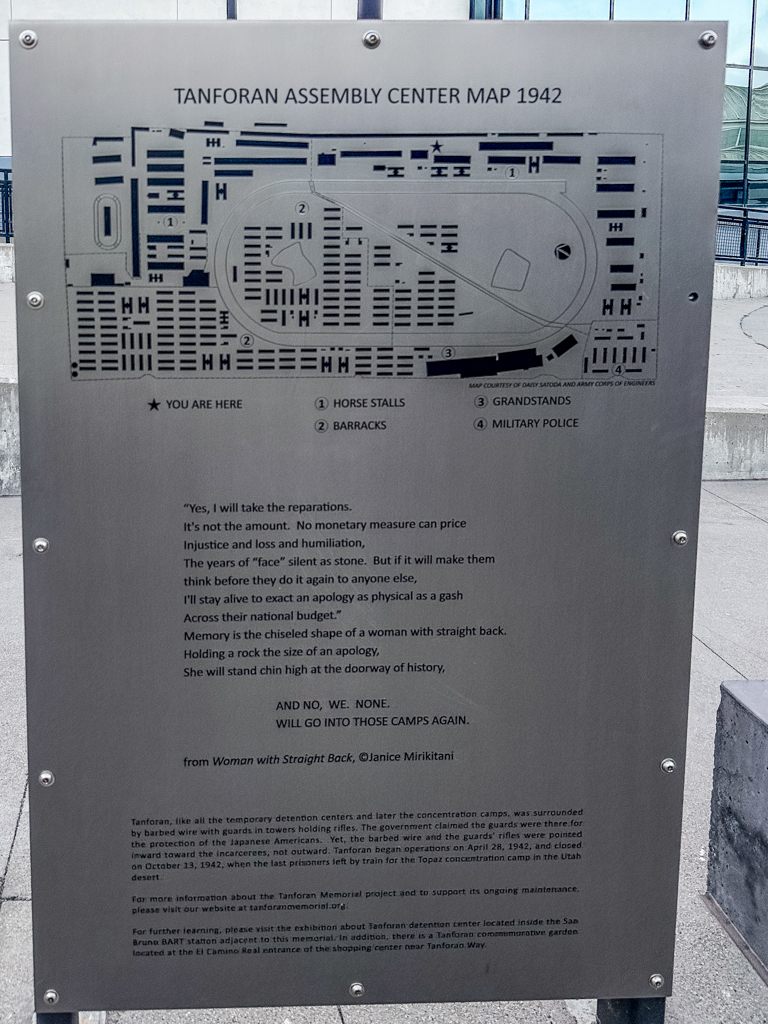 TANFORAN ASSEMBLY CENTER MAP 1942
1
2
1
2
3
4
MAP COURTESY OF DAISY SATODA AND ARMY CORPS OF ENGINEERS
★ YOU ARE HERE
1 HORSE STALLS
3 GRANDSTANDS
2 BARRACKS
4 MILITARY POLICE
“Yes, I will take the reparations.
It's not the amount. No monetary measure can price
Injustice and loss and humiliation,
The years of “face” silent as stone. But if it will make them
think before they do it again to anyone else,
I'll stay alive to exact an apology as physical as a gash
Across their national budget.”
Memory is the chiseled shape of a woman with straight back.
Holding a rock the size of an apology,
She will stand chin high at the doorway of history,
AND NO, WE. NONE.
WILL GO INTO THOSE CAMPS AGAIN.
from Woman with Straight Back, ©Janice Mirikitani
Tanforan, like all the temporary detention centers and later the concentration camps, was surrounded
by barbed wire with guards in towers holding rifles. The government claimed the guards were there for
the protection of the Japanese Americans. Yet, the barbed wire and the guards' rifles were pointed
inward toward the incarcerees, not outward. Tanforan began operations on April 28, 1942, and closed
on October 13, 1942, when the last prisoners left by train for the Topaz concentration camp in the Utah
desert.
For more information about the Tanforan Memorial project and to support its ongoing maintenance,
please visit our website at tanforanmemorial.org.
For further learning, please visit the exhibition about Tanforan detention center located inside the San
Bruno BART station adjacent to this memorial. In addition, there is a Tanforan commemorative garden
located at the El Camino Real entrance of the shopping center near Tanforan Way.